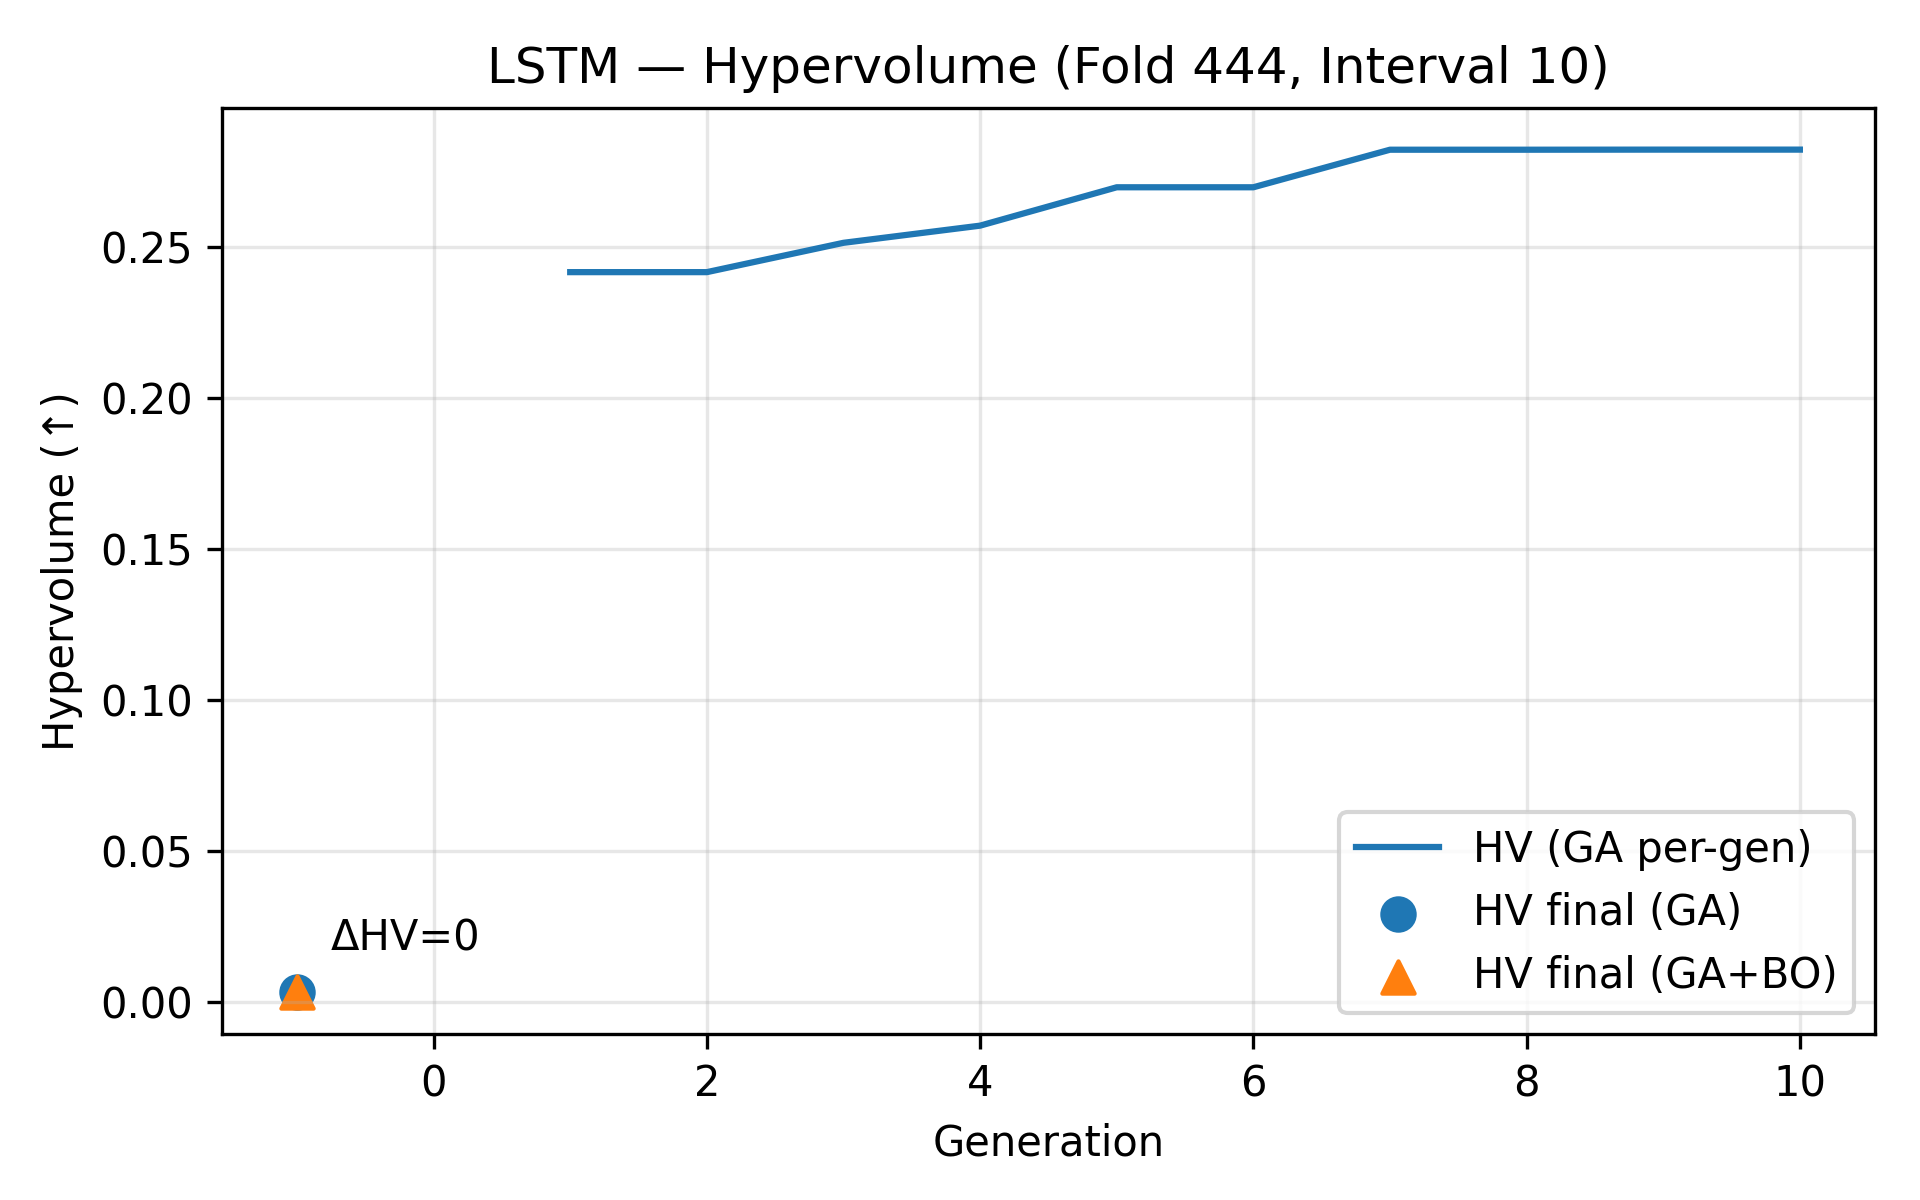 LSTM — Hypervolume (Fold 444, Interval 10)
Hypervolume (↑)
0.25
0.20
0.15
0.10
0.05
0.00
ΔHV=0
HV (GA per-gen)
HV final (GA)
HV final (GA+BO)
0 2 4 6 8 10
Generation